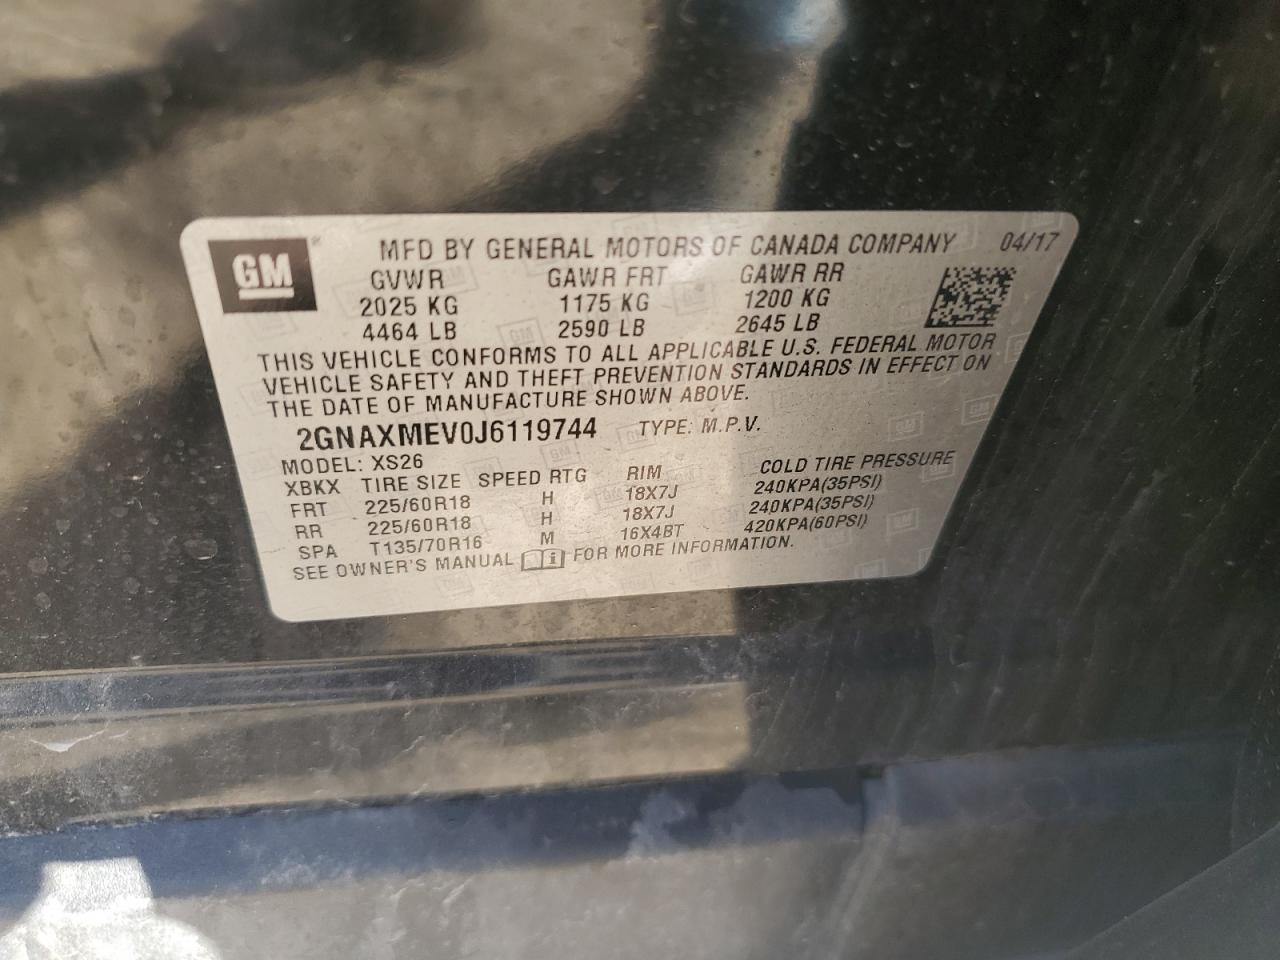 GM ® MFD BY GENERAL MOTORS OF CANADA COMPANY 04/17
GVWR GAWR FRT GAWR RR
2025 KG 1175 KG 1200 KG
4464 LB 2590 LB 2645 LB
THIS VEHICLE CONFORMS TO ALL APPLICABLE U.S. FEDERAL MOTOR
VEHICLE SAFETY AND THEFT PREVENTION STANDARDS IN EFFECT ON
THE DATE OF MANUFACTURE SHOWN ABOVE.
2GNAXMEV0J6119744 TYPE: M.P.V.
MODEL: XS26
XBKX TIRE SIZE SPEED RTG RIM COLD TIRE PRESSURE
FRT 225/60R18 H 18X7J 240KPA(35PSI)
RR 225/60R18 H 18X7J 240KPA(35PSI)
SPA T135/70R16 M 16X4BT 420KPA(60PSI)
SEE OWNER'S MANUAL FOR MORE INFORMATION.